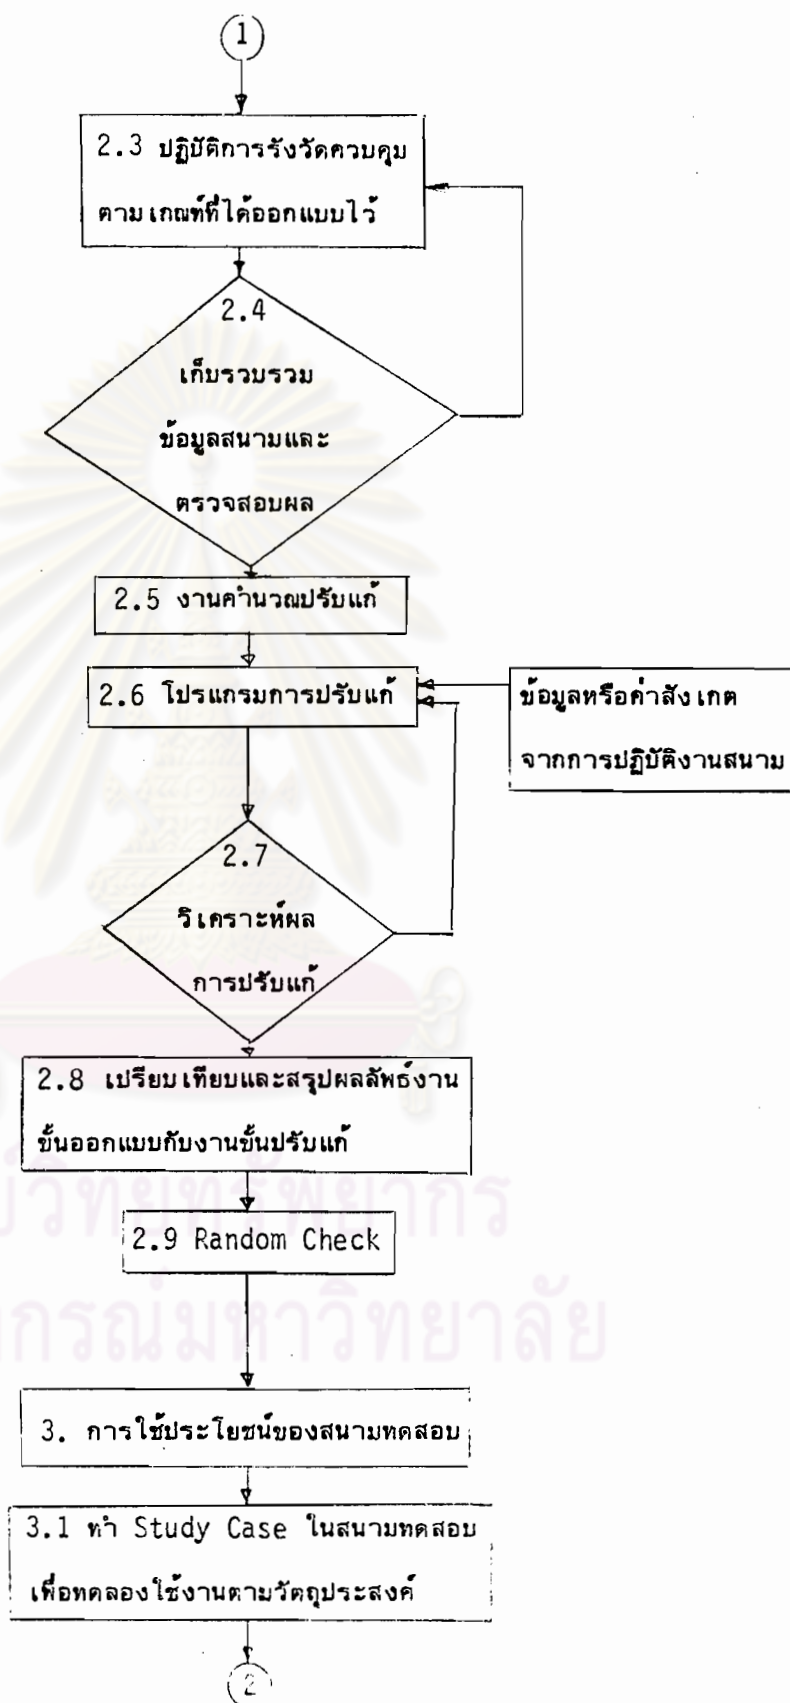 1
2.3 ปฏิบัติการรังวัดควบคุม
ตามเกณฑ์ที่ได้ออกแบบไว้
2.4
เก็บรวบรวม
ข้อมูลสนามและ
ตรวจสอบผล
2.5 งานคำนวณปรับแก้
2.6 โปรแกรมการปรับแก้
ข้อมูลหรือค่าสังเกต
จากการปฏิบัติงานสนาม
2.7
วิเคราะห์ผล
การปรับแก้
2.8 เปรียบเทียบและสรุปผลลัพธ์งาน
ขั้นออกแบบกับงานขั้นปรับแก้
2.9 Random Check
3. การใช้ประโยชน์ของสนามทดสอบ
3.1 ทำ Study Case ในสนามทดสอบ
เพื่อทดลองใช้งานตามวัตถุประสงค์
2